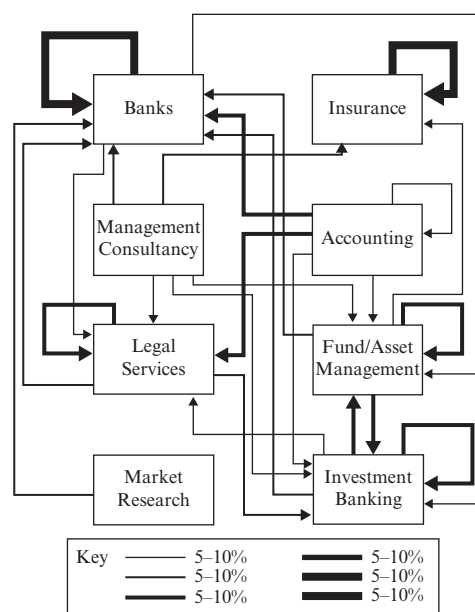 Banks
Insurance
Management
Consultancy
Accounting
Legal
Services
Fund/Asset
Management
Market
Research
Investment
Banking
Key
5–10%
5–10%
5–10%
5–10%
5–10%
5–10%